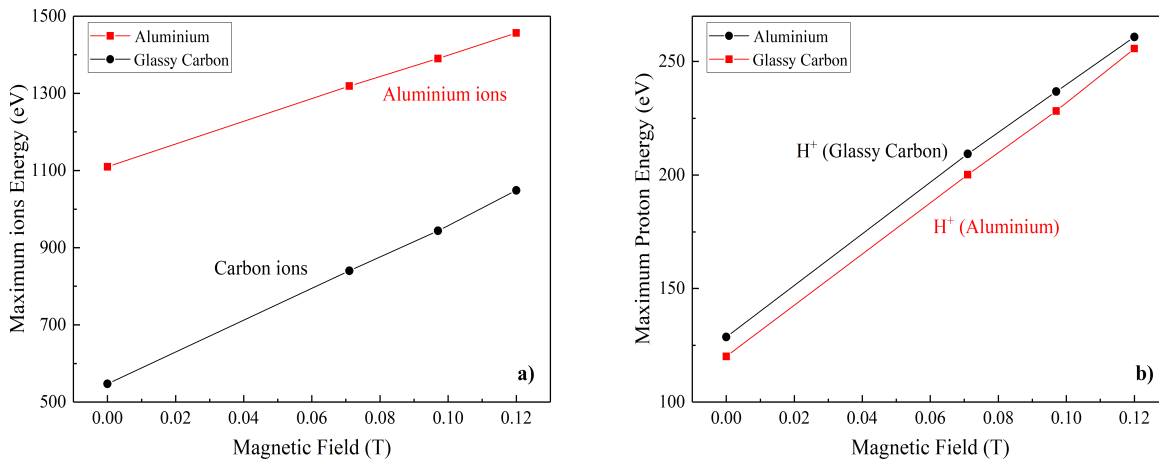 1500
1300
1100
900
700
500
Maximum ions Energy (eV)
Aluminium
Glassy Carbon
Aluminium ions
Carbon ions
a)
0.00 0.02 0.04 0.06 0.08 0.10 0.12
Magnetic Field (T)
250
200
150
100
Maximum Proton Energy (eV)
Aluminium
Glassy Carbon
H⁺ (Glassy Carbon)
H⁺ (Aluminium)
b)
0.00 0.02 0.04 0.06 0.08 0.10 0.12
Magnetic Field (T)